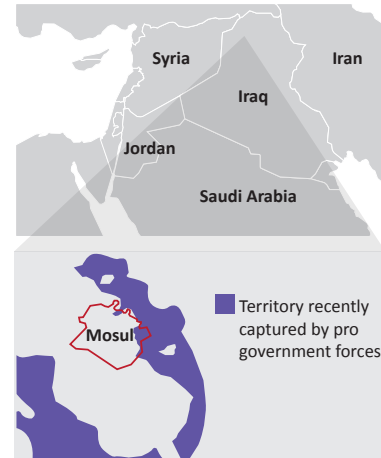 Syria
Iran
Iraq
Jordan
Saudi Arabia
Mosul
Territory recently
captured by pro
government forces